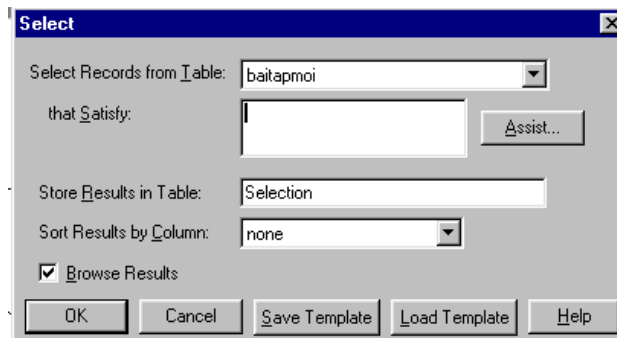 Select
Select Records from Table: baitapmoi
that Satisfy:
Assist...
Store Results in Table: Selection
Sort Results by Column: none
Browse Results
OK Cancel Save Template Load Template Help